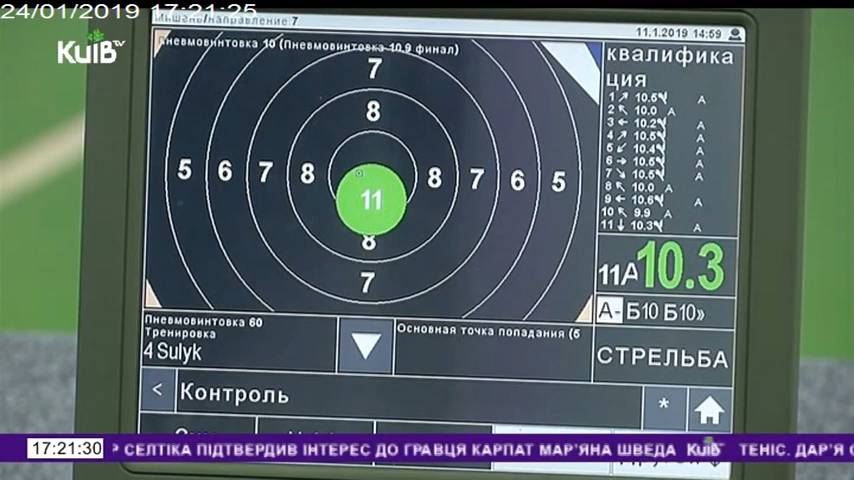 24/01/2019 17:21:25
Київ TV
Мишень/направление 7
11.1.2019 14:59
Пневмовинтовка 10 (Пневмовинтовка 10.9 финал)
7
8
5 6 7 8 8 7 6 5
11
8
7
квалифика
ция
1 ↗ 10.5 A
2 ↖ 10.0 A
3 ← 10.2 A
4 ↗ 10.5 A
5 ↙ 10.4 A
6 → 10.5 A
7 ↘ 10.5 A
8 ↖ 10.0 A
9 ← 10.6 A
10 ↖ 9.9 A
11 ↓ 10.3 A
11A 10.3
A- Б10 Б10»
Пневмовинтовка 60
Тренировка
4 Sulyk
Основная точка попадания (5
СТРЕЛЬБА
< Контроль *
17:21:30 Р СЕЛТІКА ПІДТВЕРДИВ ІНТЕРЕС ДО ГРАВЦЯ КАРПАТ МАР'ЯНА ШВЕДА Київ ТЕНІС. ДАР'Я С